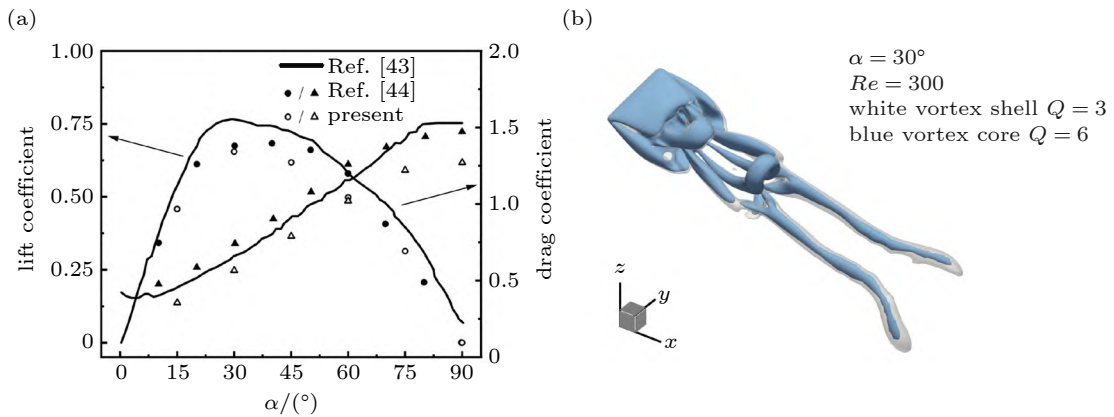 (a)
lift coefficient
1.00
0.75
0.50
0.25
0
2.0
1.5
1.0
0.5
0
drag coefficient
Ref. [43]
/ Ref. [44]
/ present
0 15 30 45 60 75 90
α/(°)
(b)
α = 30°
Re = 300
white vortex shell Q = 3
blue vortex core Q = 6
z
y
x